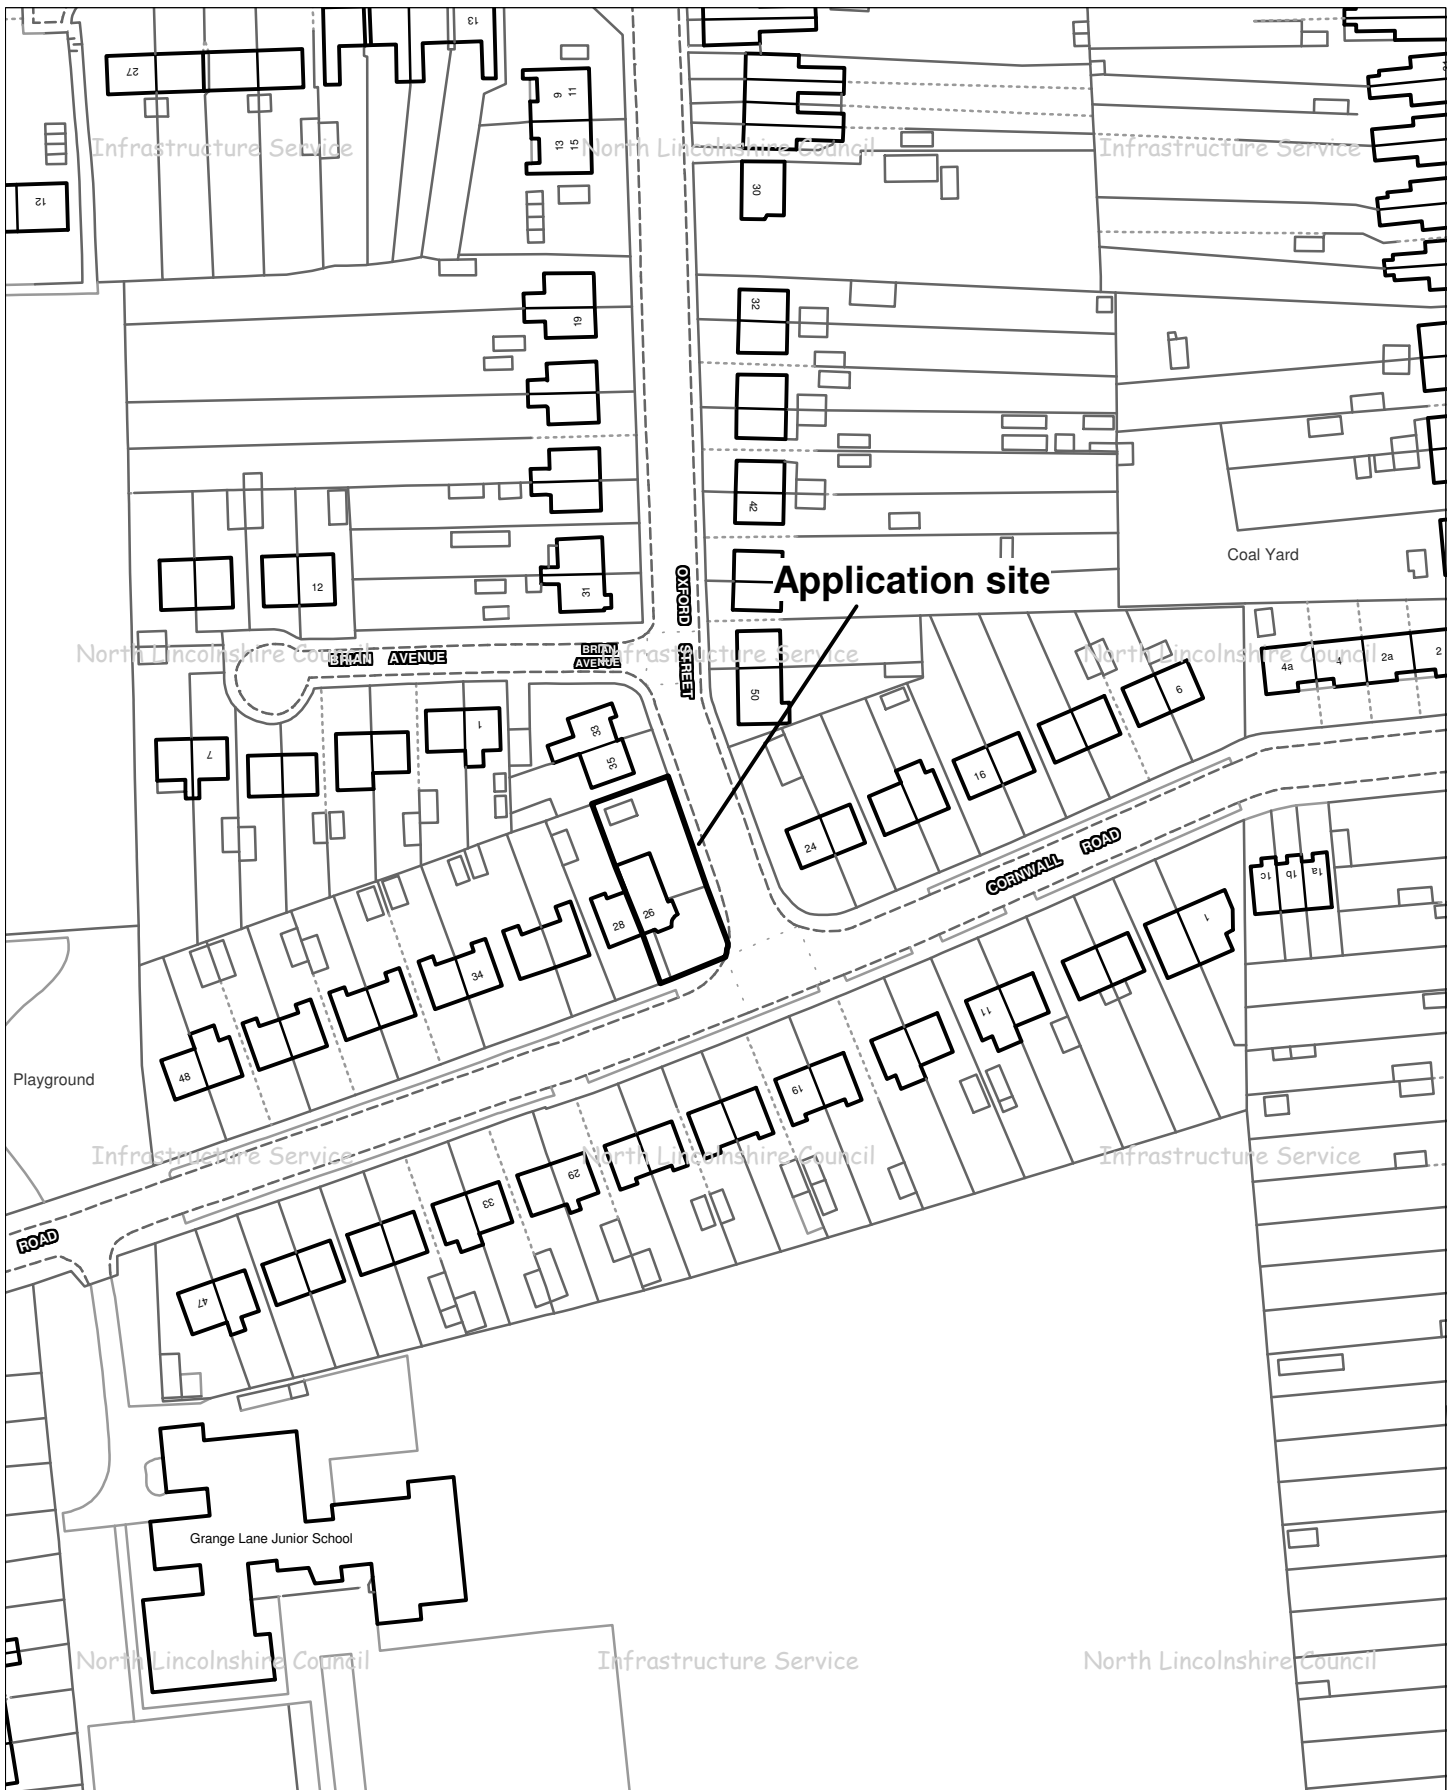 13
27
9 11
13 15
Infrastructure Service
North Lincolnshire Council
Infrastructure Service
12
30
19
32
42
Coal Yard
Application site
12
31
OXFORD STREET
North Lincolnshire Council
Infrastructure Service
North Lincolnshire Council
BRIAN AVENUE
BRIAN
AVENUE
4a
4
2a
2
50
9
7
1
33
35
16
24
CORNWALL ROAD
1c
1b
1a
28
26
1
34
11
48
Playground
19
Infrastructure Service
North Lincolnshire Council
Infrastructure Service
29
33
ROAD
47
Grange Lane Junior School
North Lincolnshire Council
Infrastructure Service
North Lincolnshire Council